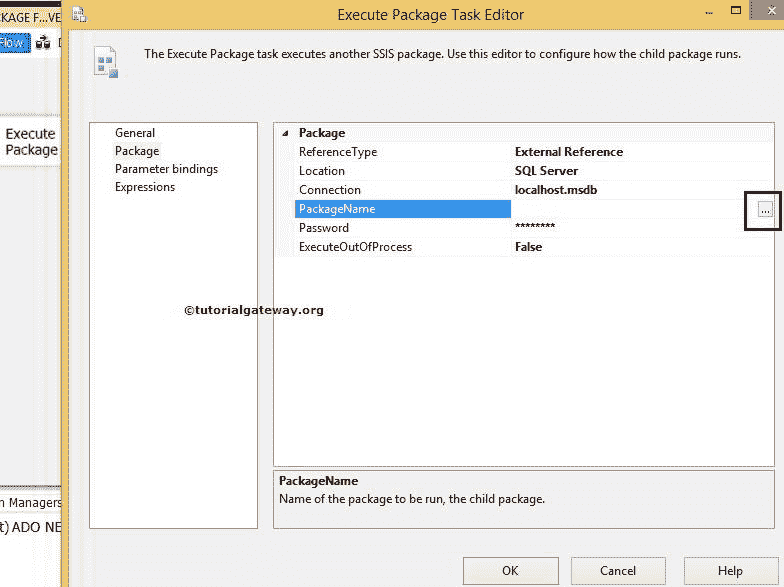 Execute Package Task Editor
KAGE F...VE
Flow
The Execute Package task executes another SSIS package. Use this editor to configure how the child package runs.
Execute
Package
General
Package
Parameter bindings
Expressions
Package
ReferenceType External Reference
Location SQL Server
Connection localhost.msdb
PackageName ...
Password ********
ExecuteOutOfProcess False
©tutorialgateway.org
PackageName
Name of the package to be run, the child package.
n Managers
t) ADO NE
OK Cancel Help